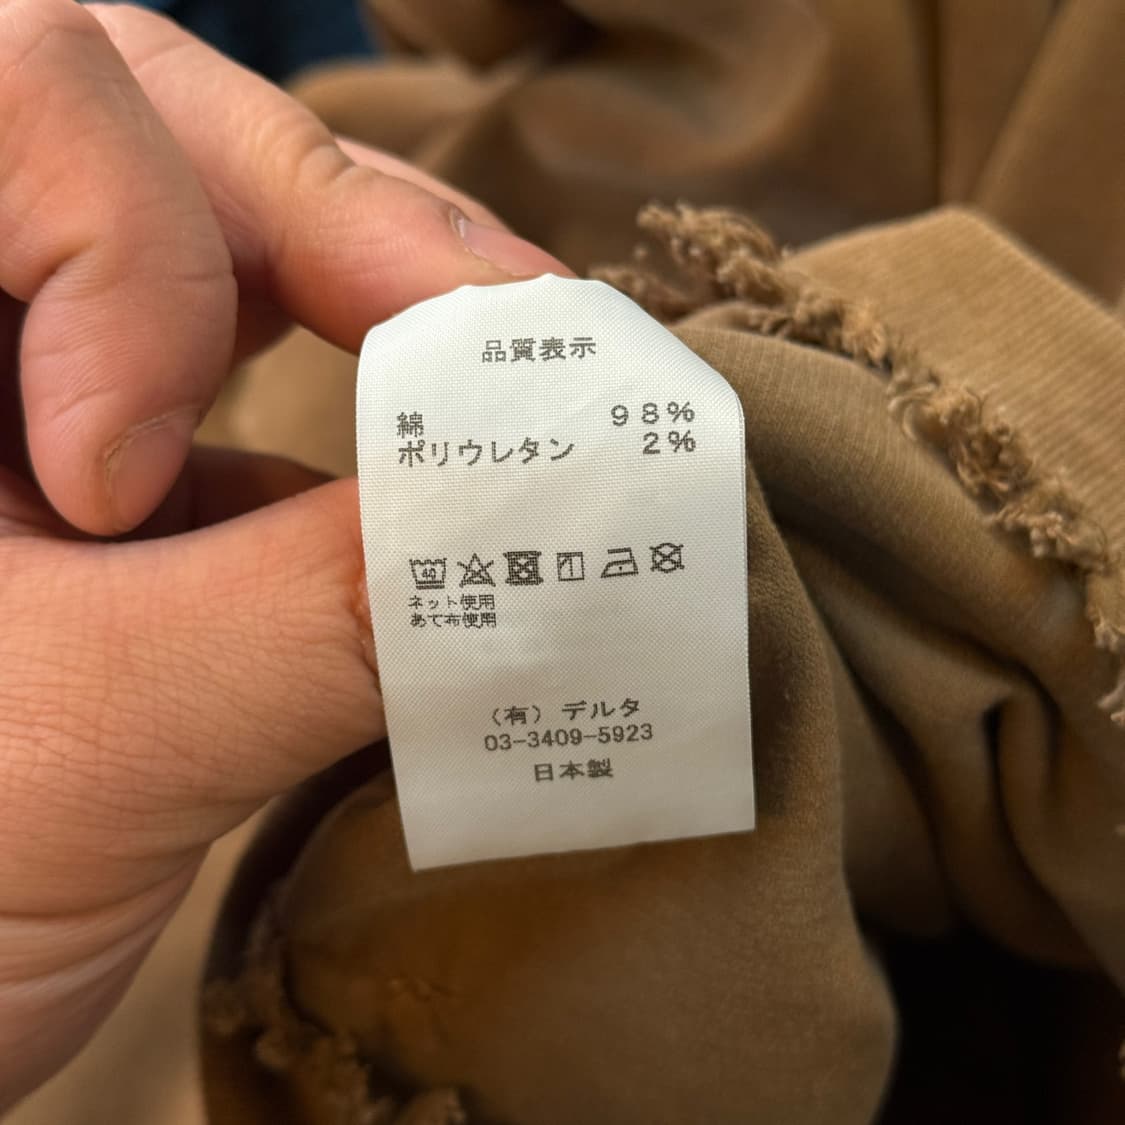 品質表示
綿 98%
ポリウレタン 2%
40
ネット使用
あて布使用
(有) デルタ
03-3409-5923
日本製